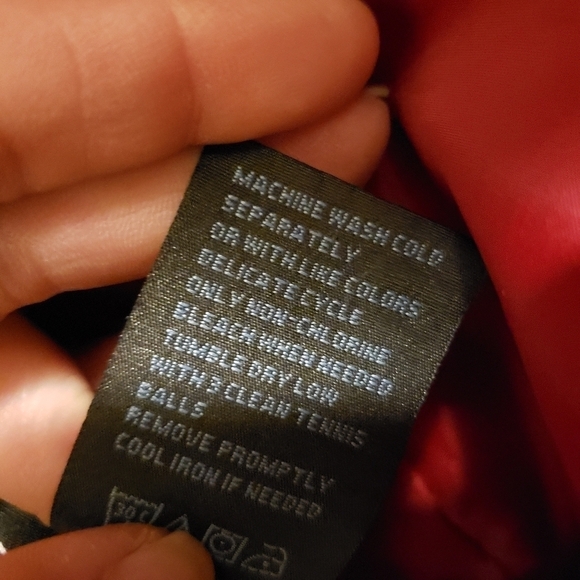 MACHINE WASH COLD
SEPARATELY
OR WITH LIKE COLORS
DELICATE CYCLE
ONLY NON-CHLORINE
BLEACH WHEN NEEDED
TUMBLE DRY LOW
WITH 3 CLEAN TENNIS
BALLS
REMOVE PROMPTLY
COOL IRON IF NEEDED
30C